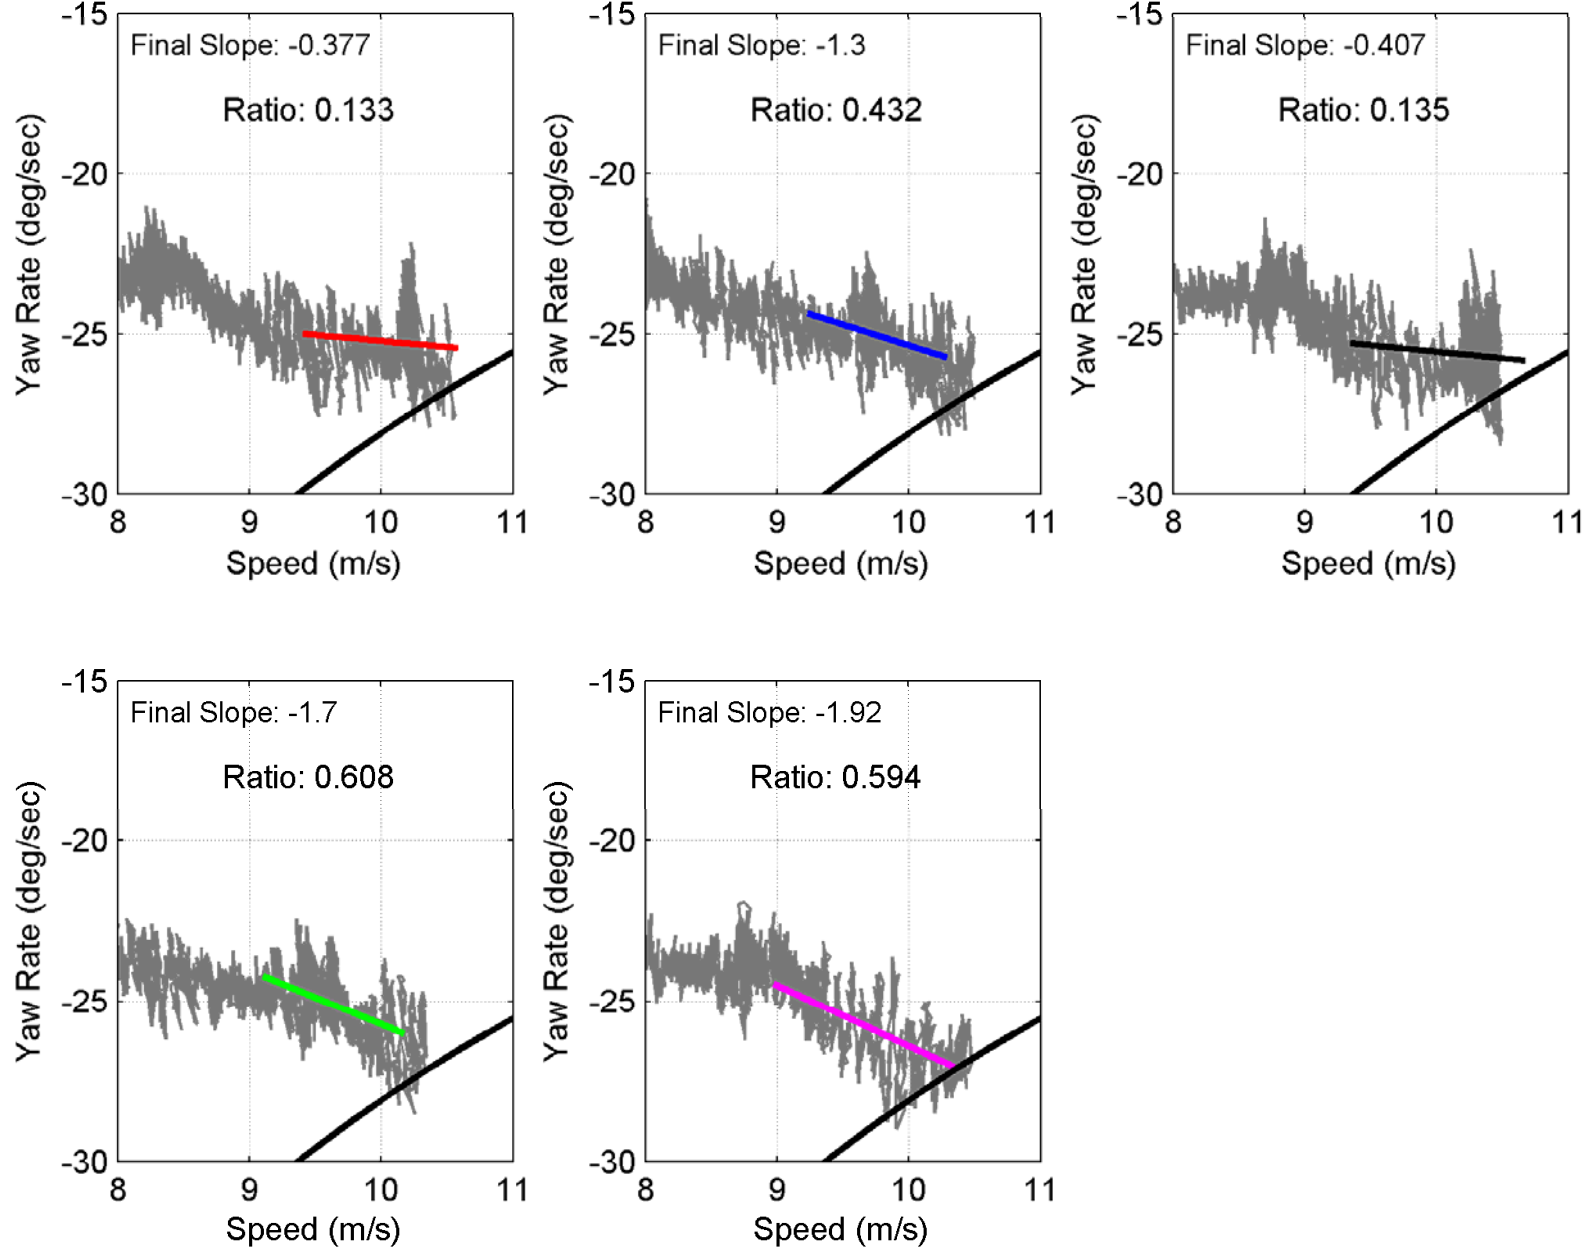 Final Slope: -0.377
Ratio: 0.133
-15
-20
-25
-30
Yaw Rate (deg/sec)
8 9 10 11
Speed (m/s)
Final Slope: -1.3
Ratio: 0.432
-15
-20
-25
-30
Yaw Rate (deg/sec)
8 9 10 11
Speed (m/s)
Final Slope: -0.407
Ratio: 0.135
-15
-20
-25
-30
Yaw Rate (deg/sec)
8 9 10 11
Speed (m/s)
Final Slope: -1.7
Ratio: 0.608
-15
-20
-25
-30
Yaw Rate (deg/sec)
8 9 10 11
Speed (m/s)
Final Slope: -1.92
Ratio: 0.594
-15
-20
-25
-30
Yaw Rate (deg/sec)
8 9 10 11
Speed (m/s)